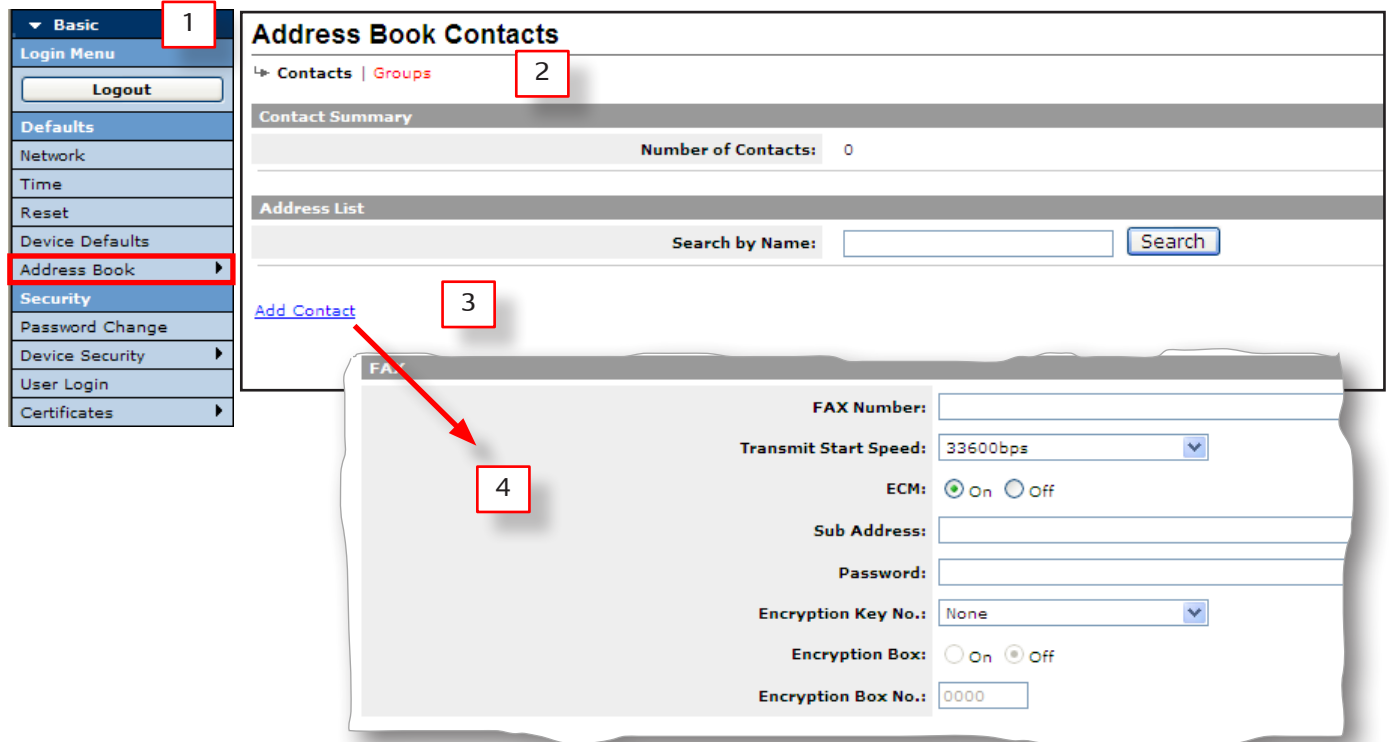 Basic
1
Login Menu
Logout
Defaults
Network
Time
Reset
Device Defaults
Address Book
Security
Password Change
Device Security
User Login
Certificates
Address Book Contacts
Contacts | Groups
2
Contact Summary
Number of Contacts: 0
Address List
Search by Name: Search
Add Contact
3
FAX
FAX Number:
Transmit Start Speed: 33600bps
4
ECM: On Off
Sub Address:
Password:
Encryption Key No.: None
Encryption Box: On Off
Encryption Box No.: 0000